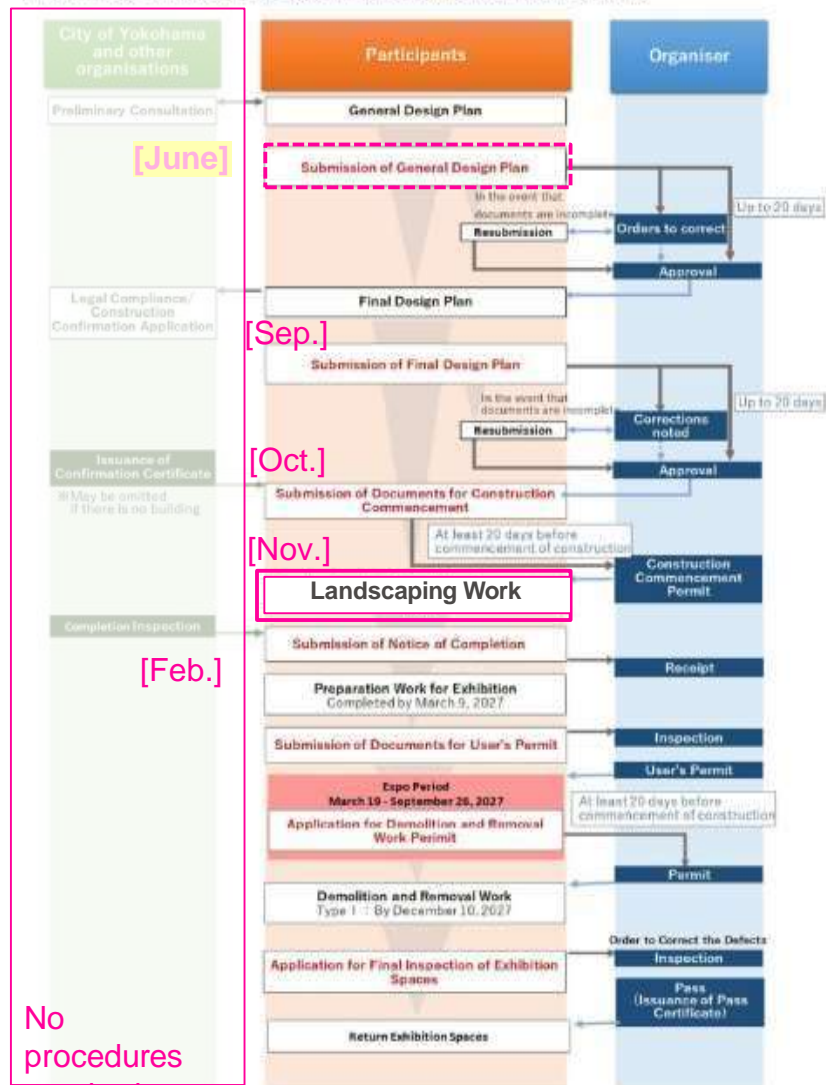 City of Yokohama
and other
organisations
Participants
Organiser
Preliminary Consultation
General Design Plan
[June]
Submission of General Design Plan
In the event that
documents are incomplete
Up to 20 days
Resubmission
Orders to correct
Approval
Legal Compliance/
Construction
Confirmation Application
Final Design Plan
[Sep.]
Submission of Final Design Plan
In the event that
documents are incomplete
Up to 20 days
Resubmission
Corrections
noted
Approval
Issuance of
Confirmation Certificate
[Oct.]
※May be omitted
if there is no building
Submission of Documents for Construction
Commencement
At least 20 days before
commencement of construction
[Nov.]
Construction
Commencement
Permit
Landscaping Work
Completion Inspection
Submission of Notice of Completion
[Feb.]
Receipt
Preparation Work for Exhibition
Completed by March 9, 2027
Submission of Documents for User's Permit
Inspection
User's Permit
Expo Period
March 19 - September 26, 2027
Application for Demolition and Removal
Work Perimit
At least 20 days before
commencement of construction
Permit
Demolition and Removal Work
Type I : By December 10, 2027
Order to Correct the Defects
Inspection
Application for Final Inspection of Exhibition
Spaces
Pass
(Issuance of Pass
Certificate)
Return Exhibition Spaces
No
procedures